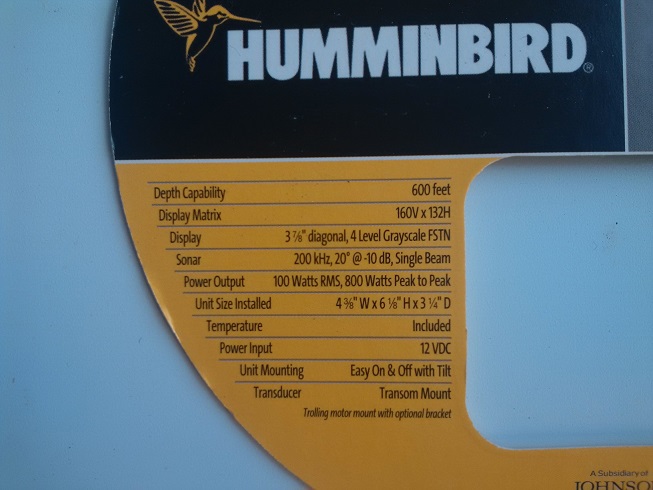 HUMMINBIRD®
Depth Capability 600 feet
Display Matrix 160V x 132H
Display 3 ⅞" diagonal, 4 Level Grayscale FSTN
Sonar 200 kHz, 20° @ -10 dB, Single Beam
Power Output 100 Watts RMS, 800 Watts Peak to Peak
Unit Size Installed 4 ⅜" W x 6 ⅛" H x 3 ¼" D
Temperature Included
Power Input 12 VDC
Unit Mounting Easy On & Off with Tilt
Transducer Transom Mount
Trolling motor mount with optional bracket
A Subsidiary of
JOHNSO